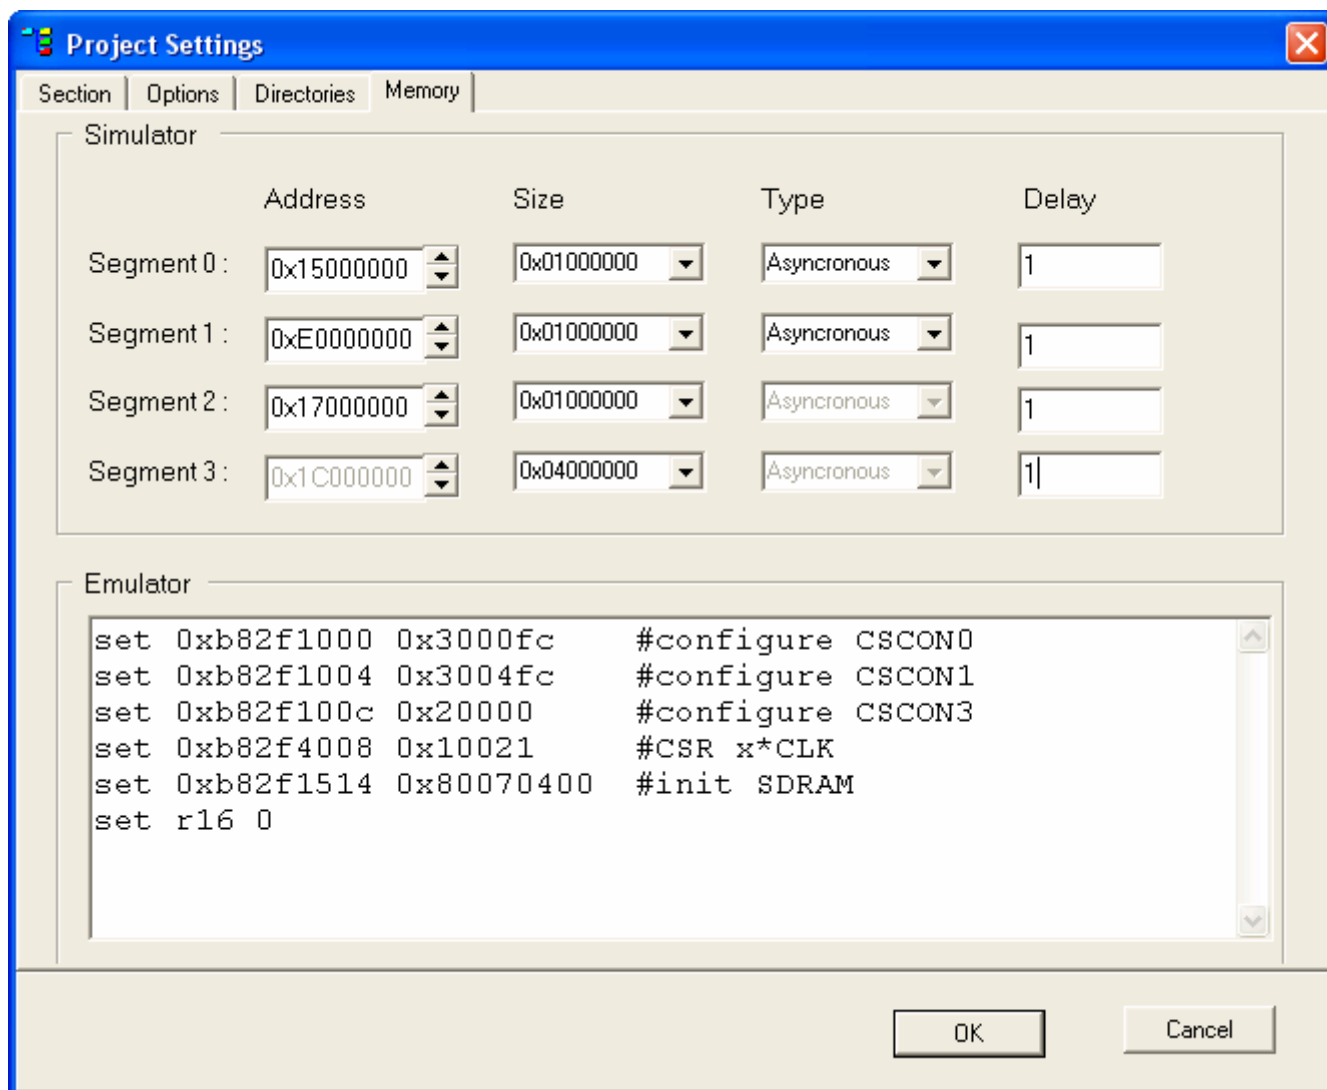 Project Settings
Section Options Directories Memory
Simulator
Address Size Type Delay
Segment 0 : 0x15000000 0x01000000 Asyncronous 1
Segment 1 : 0xE0000000 0x01000000 Asyncronous 1
Segment 2 : 0x17000000 0x01000000 Asyncronous 1
Segment 3 : 0x1C000000 0x04000000 Asyncronous 1
Emulator
set 0xb82f1000 0x3000fc #configure CSCON0
set 0xb82f1004 0x3004fc #configure CSCON1
set 0xb82f100c 0x20000 #configure CSCON3
set 0xb82f4008 0x10021 #CSR x*CLK
set 0xb82f1514 0x80070400 #init SDRAM
set r16 0
OK Cancel